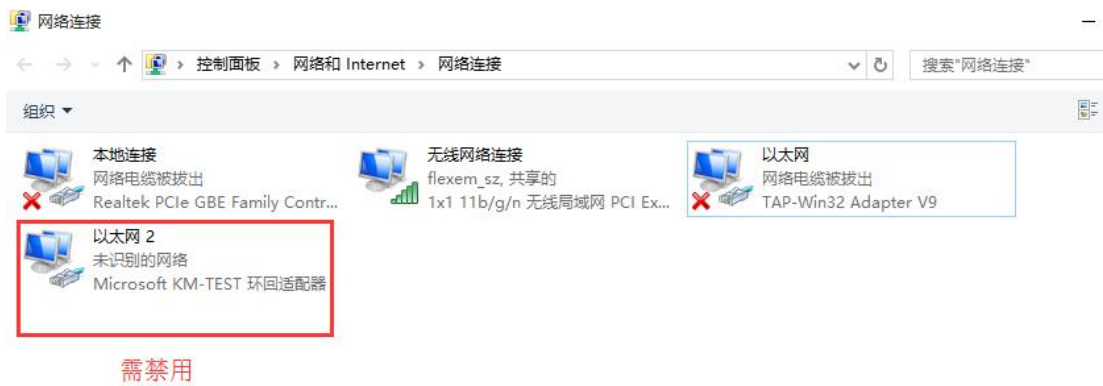 网络连接
控制面板 › 网络和 Internet › 网络连接
搜索"网络连接"
组织
本地连接
网络电缆被拔出
Realtek PCIe GBE Family Contr...
无线网络连接
flexem_sz, 共享的
1x1 11b/g/n 无线局域网 PCI Ex...
以太网
网络电缆被拔出
TAP-Win32 Adapter V9
以太网 2
未识别的网络
Microsoft KM-TEST 环回适配器
需禁用